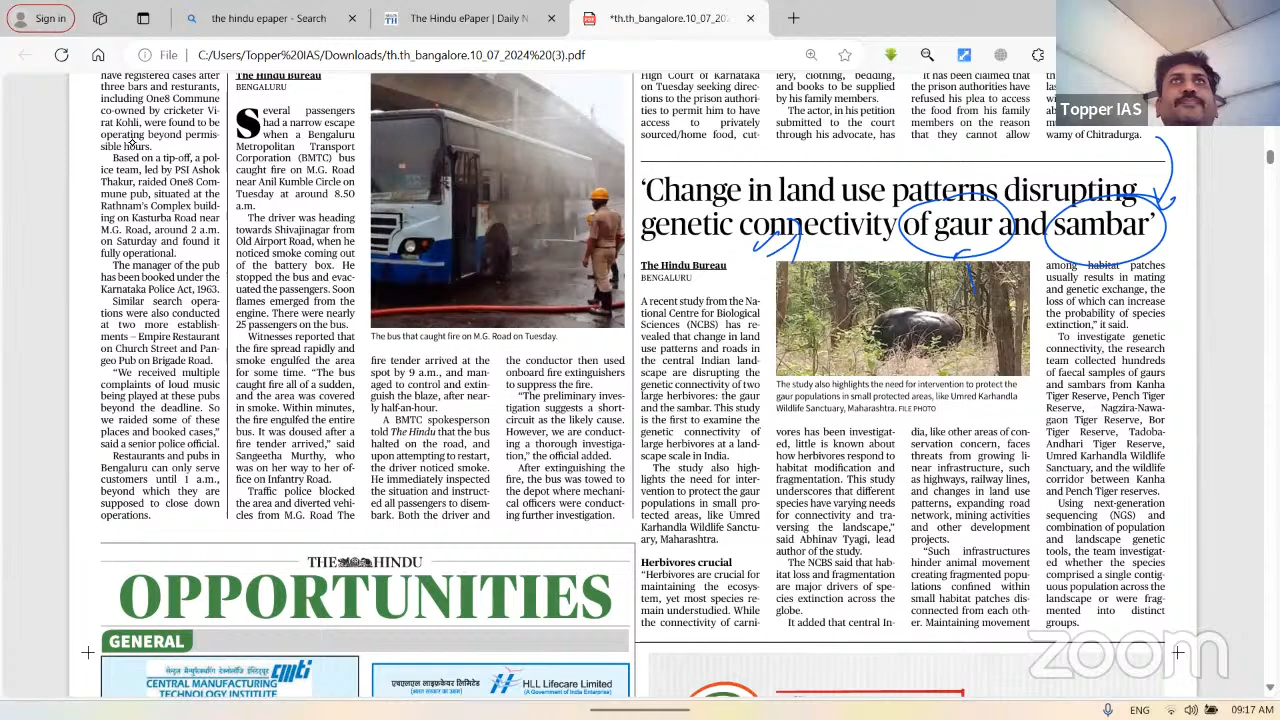 Sign in
the hindu epaper - Search
The Hindu ePaper | Daily N
*th.th_bangalore.10_07_202
File
C:/Users/Topper%20IAS/Downloads/th.th_bangalore.10_07_2024%20(3).pdf
Topper IAS
have registered cases after
three bars and resturants,
including One8 Commune
co-owned by cricketer Vi-
rat Kohli, were found to be
operating beyond permis-
sible hours.
Based on a tip-off, a pol-
ice team, led by PSI Ashok
Thakur, raided One8 Com-
mune pub, situated at the
Rathnam's Complex build-
ing on Kasturba Road near
M.G. Road, around 2 a.m.
on Saturday and found it
fully operational.
The manager of the pub
has been booked under the
Karnataka Police Act, 1963.
Similar search opera-
tions were also conducted
at two more establish-
ments – Empire Restaurant
on Church Street and Pan-
geo Pub on Brigade Road.
"We received multiple
complaints of loud music
being played at these pubs
beyond the deadline. So
we raided some of these
places and booked cases,"
said a senior police official.
Restaurants and pubs in
Bengaluru can only serve
customers until 1 a.m.,
beyond which they are
supposed to close down
operations.
The Hindu Bureau
BENGALURU
Several passengers
had a narrow escape
when a Bengaluru
Metropolitan Transport
Corporation (BMTC) bus
caught fire on M.G. Road
near Anil Kumble Circle on
Tuesday at around 8.50
a.m.
The driver was heading
towards Shivajinagar from
Old Airport Road, when he
noticed smoke coming out
of the battery box. He
stopped the bus and evac-
uated the passengers. Soon
flames emerged from the
engine. There were nearly
25 passengers on the bus.
Witnesses reported that
the fire spread rapidly and
smoke engulfed the area
for some time. "The bus
caught fire all of a sudden,
and the area was covered
in smoke. Within minutes,
the fire engulfed the entire
bus. It was doused after a
fire tender arrived," said
Sangeetha Murthy, who
was on her way to her of-
fice on Infantry Road.
Traffic police blocked
the area and diverted vehi-
cles from M.G. Road The
The bus that caught fire on M.G. Road on Tuesday.
fire tender arrived at the
spot by 9 a.m., and man-
aged to control and extin-
guish the blaze, after near-
ly half-an-hour.
A BMTC spokesperson
told The Hindu that the bus
halted on the road, and
upon attempting to restart,
the driver noticed smoke.
He immediately inspected
the situation and instruct-
ed all passengers to disem-
bark. Both the driver and
the conductor then used
onboard fire extinguishers
to suppress the fire.
"The preliminary inves-
tigation suggests a short-
circuit as the likely cause.
However, we are conduct-
ing a thorough investiga-
tion," the official added.
After extinguishing the
fire, the bus was towed to
the depot where mechani-
cal officers were conduct-
ing further investigation.
High Court of Karnataka
on Tuesday seeking direc-
tions to the prison authori-
ties to permit him to have
access to privately
sourced/home food, cut-
lery, clothing, bedding,
and books to be supplied
by his family members.
The actor, in his petition
submitted to the court
through his advocate, has
It has been claimed that
the prison authorities have
refused his plea to access
the food from his family
members on the reason
that they cannot allow
wamy of Chitradurga.
'Change in land use patterns disrupting
genetic connectivity of gaur and sambar'
The Hindu Bureau
BENGALURU
A recent study from the Na-
tional Centre for Biological
Sciences (NCBS) has re-
vealed that change in land
use patterns and roads in
the central Indian land-
scape are disrupting the
genetic connectivity of two
large herbivores: the gaur
and the sambar. This study
is the first to examine the
genetic connectivity of
large herbivores at a land-
scape scale in India.
The study also high-
lights the need for inter-
vention to protect the gaur
populations in small pro-
tected areas, like Umred
Karhandla Wildlife Sanctu-
ary, Maharashtra.
Herbivores crucial
"Herbivores are crucial for
maintaining the ecosys-
tem, yet most species re-
main understudied. While
the connectivity of carni-
The study also highlights the need for intervention to protect the
gaur populations in small protected areas, like Umred Karhandla
Wildlife Sanctuary, Maharashtra. FILE PHOTO
vores has been investigat-
ed, little is known about
how herbivores respond to
habitat modification and
fragmentation. This study
underscores that different
species have varying needs
for connectivity and tra-
versing the landscape,"
said Abhinav Tyagi, lead
author of the study.
The NCBS said that hab-
itat loss and fragmentation
are major drivers of spe-
cies extinction across the
globe.
It added that central In-
dia, like other areas of con-
servation concern, faces
threats from growing li-
near infrastructure, such
as highways, railway lines,
and changes in land use
patterns, expanding road
network, mining activities
and other development
projects.
"Such infrastructures
hinder animal movement
creating fragmented popu-
lations confined within
small habitat patches dis-
connected from each oth-
er. Maintaining movement
among habitat patches
usually results in mating
and genetic exchange, the
loss of which can increase
the probability of species
extinction," it said.
To investigate genetic
connectivity, the research
team collected hundreds
of faecal samples of gaurs
and sambars from Kanha
Tiger Reserve, Pench Tiger
Reserve, Nagzira-Nawa-
gaon Tiger Reserve, Bor
Tiger Reserve, Tadoba-
Andhari Tiger Reserve,
Umred Karhandla Wildlife
Sanctuary, and the wildlife
corridor between Kanha
and Pench Tiger reserves.
Using next-generation
sequencing (NGS) and
combination of population
and landscape genetic
tools, the team investigat-
ed whether the species
comprised a single contig-
uous population across the
landscape or were frag-
mented into distinct
groups.
THE HINDU
OPPORTUNITIES
GENERAL
सेन्ट्रल मैन्युफैक्चरिंग टेक्नोलॉजी इंस्टिट्यूट
cmti
CENTRAL MANUFACTURING
TECHNOLOGY INSTITUTE
एचएलएल लाइफ़केयर लिमिटेड
(भारत सरकार का उद्यम)
HLL Lifecare Limited
(A Government of India Enterprise)
zoom
ENG
09:17 AM